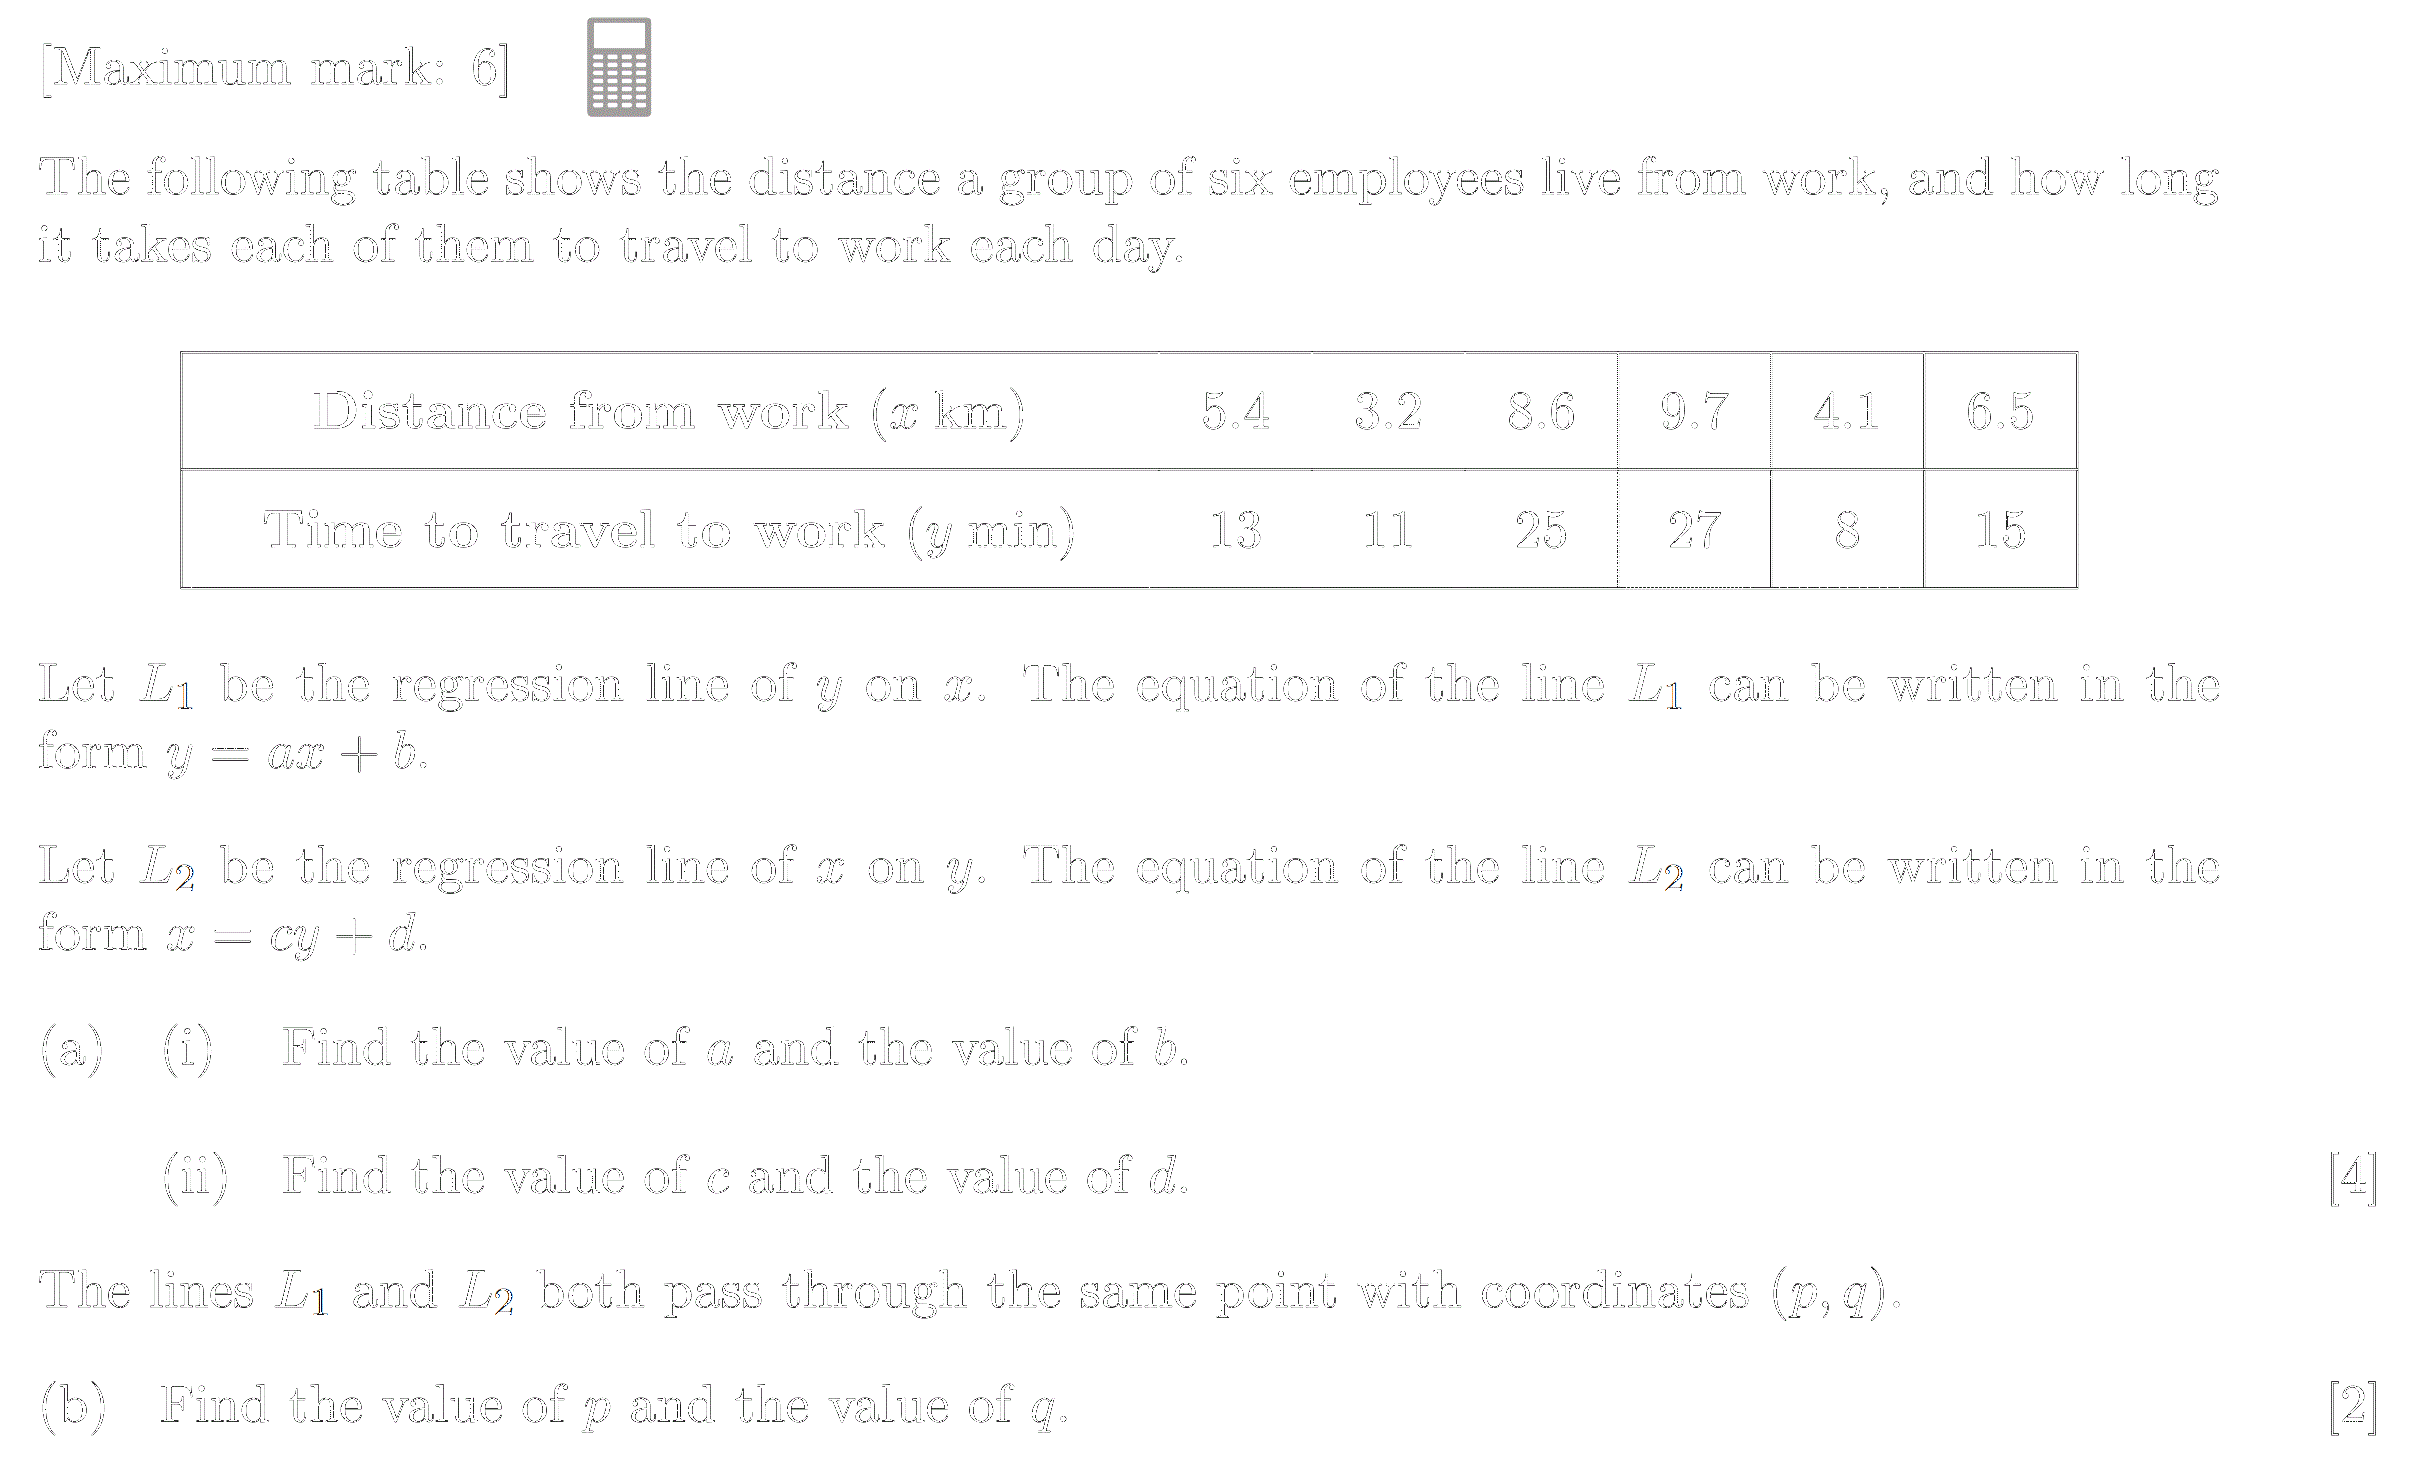 [Maximum mark: 6]
The following table shows the distance a group of six employees live from work, and how long
it takes each of them to travel to work each day.
Distance from work (x km) 5.4 3.2 8.6 9.7 4.1 6.5
Time to travel to work (y min) 13 11 25 27 8 15
Let L₁ be the regression line of y on x. The equation of the line L₁ can be written in the
form y = ax + b.
Let L₂ be the regression line of x on y. The equation of the line L₂ can be written in the
form x = cy + d.
(a) (i) Find the value of a and the value of b.
(ii) Find the value of c and the value of d. [4]
The lines L₁ and L₂ both pass through the same point with coordinates (p, q).
(b) Find the value of p and the value of q. [2]